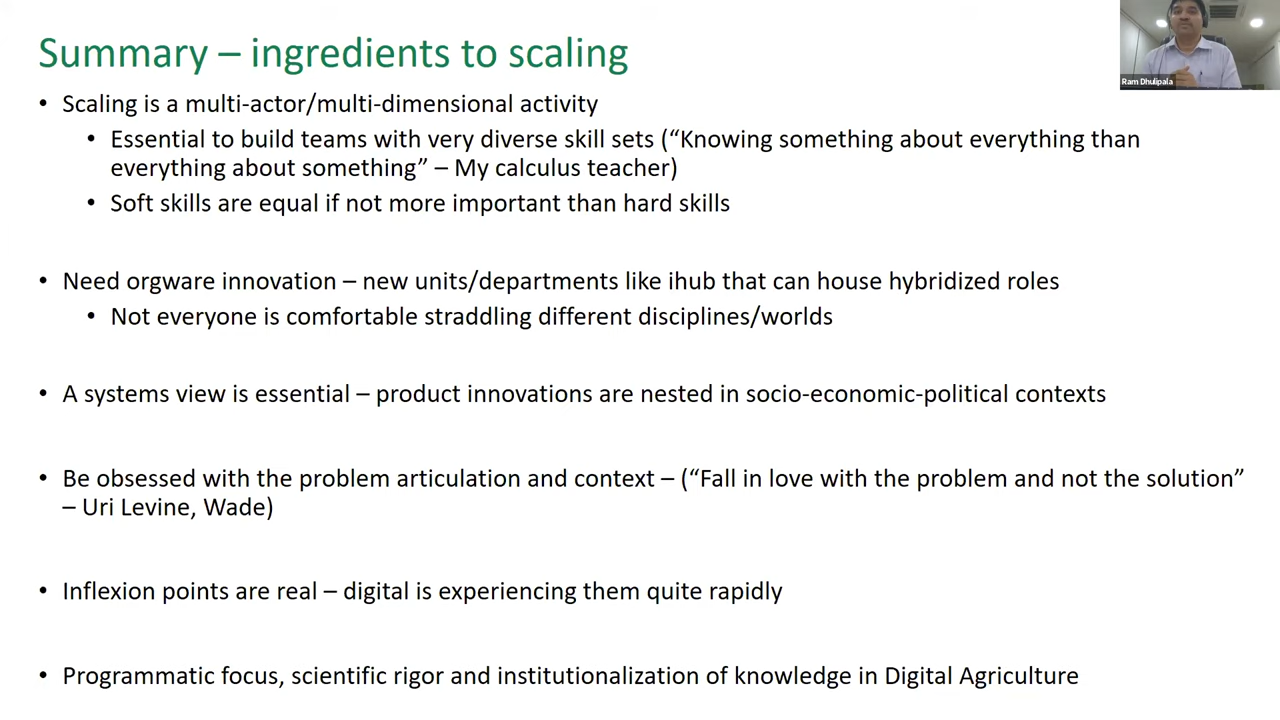 Summary – ingredients to scaling
Ram Dhulipala
• Scaling is a multi-actor/multi-dimensional activity
• Essential to build teams with very diverse skill sets (“Knowing something about everything than
everything about something” – My calculus teacher)
• Soft skills are equal if not more important than hard skills
• Need orgware innovation – new units/departments like ihub that can house hybridized roles
• Not everyone is comfortable straddling different disciplines/worlds
• A systems view is essential – product innovations are nested in socio-economic-political contexts
• Be obsessed with the problem articulation and context – (“Fall in love with the problem and not the solution”
– Uri Levine, Wade)
• Inflexion points are real – digital is experiencing them quite rapidly
• Programmatic focus, scientific rigor and institutionalization of knowledge in Digital Agriculture